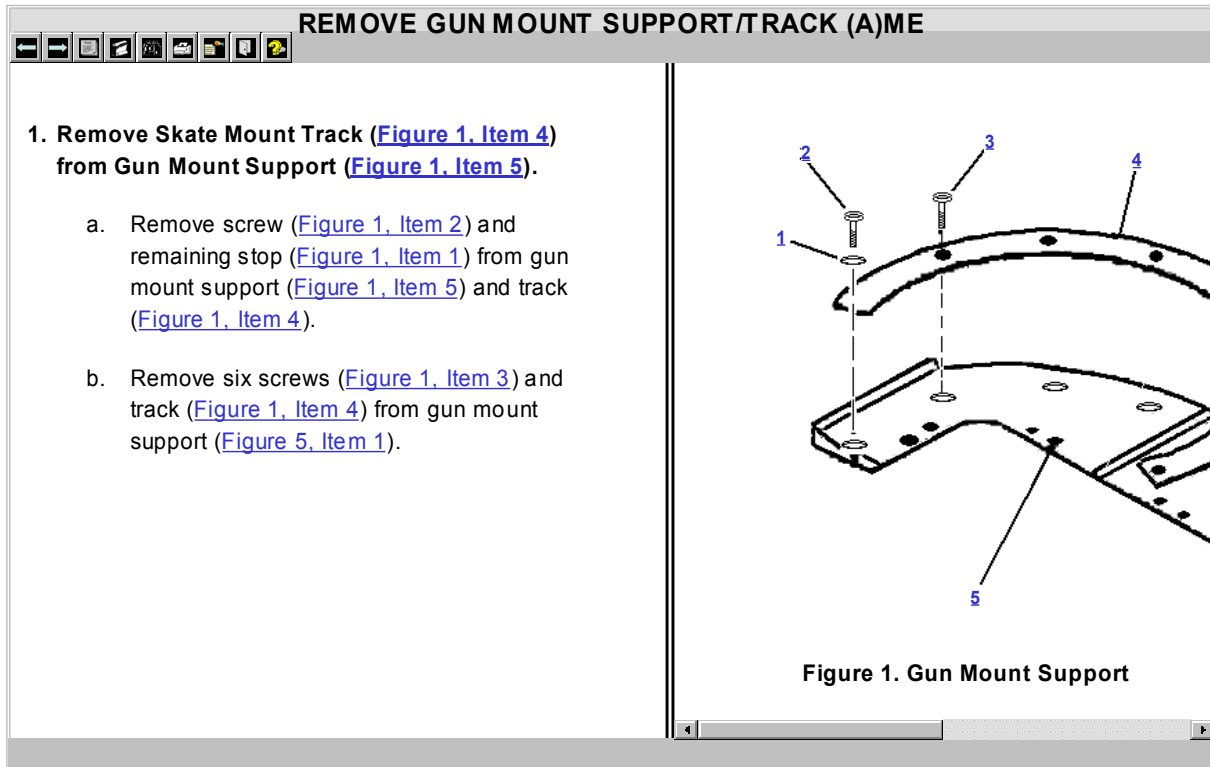 REMOVE GUN MOUNT SUPPORT/TRACK (A)ME
1. Remove Skate Mount Track (Figure 1, Item 4)
from Gun Mount Support (Figure 1, Item 5).
a. Remove screw (Figure 1, Item 2) and
remaining stop (Figure 1, Item 1) from gun
mount support (Figure 1, Item 5) and track
(Figure 1, Item 4).
b. Remove six screws (Figure 1, Item 3) and
track (Figure 1, Item 4) from gun mount
support (Figure 5, Item 1).
2
3
4
1
5
Figure 1. Gun Mount Support